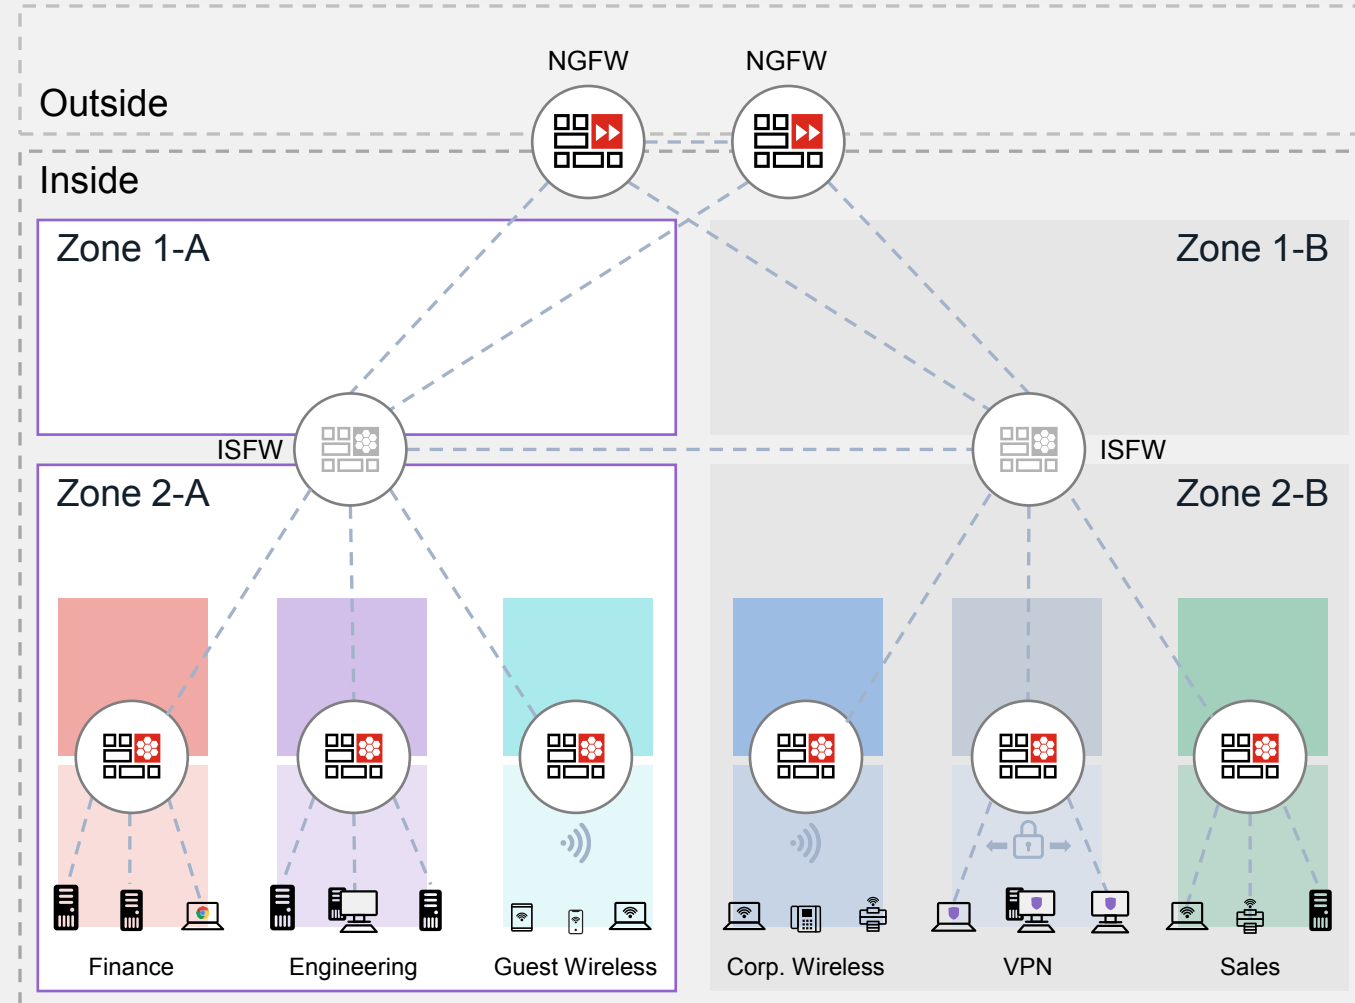 NGFW
NGFW
Outside
Inside
Zone 1-A
Zone 1-B
ISFW
ISFW
Zone 2-A
Zone 2-B
Finance
Engineering
Guest Wireless
Corp. Wireless
VPN
Sales